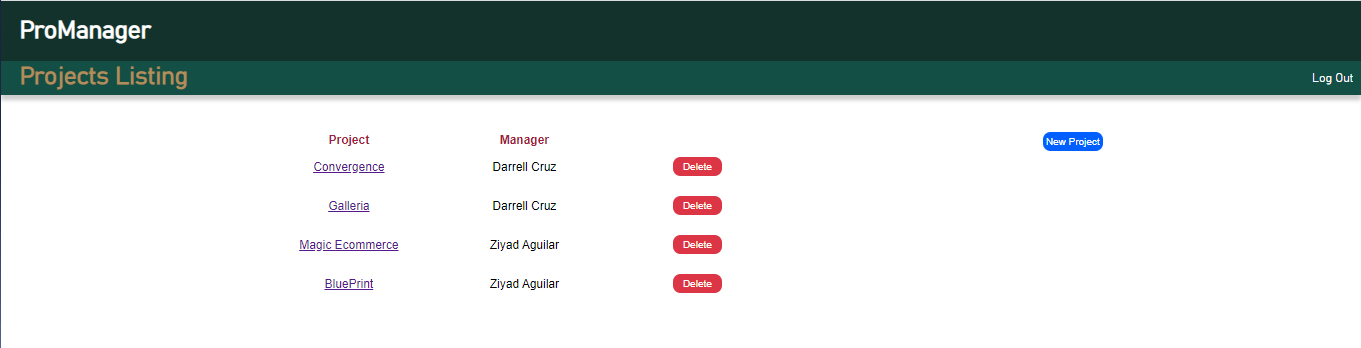 ProManager
Projects Listing
Log Out
Project Manager New Project
Convergence Darrell Cruz Delete
Galleria Darrell Cruz Delete
Magic Ecommerce Ziyad Aguilar Delete
BluePrint Ziyad Aguilar Delete